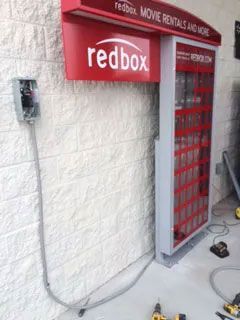 redbox. MOVIE RENTALS AND MORE
redbox
REDBOX.COM